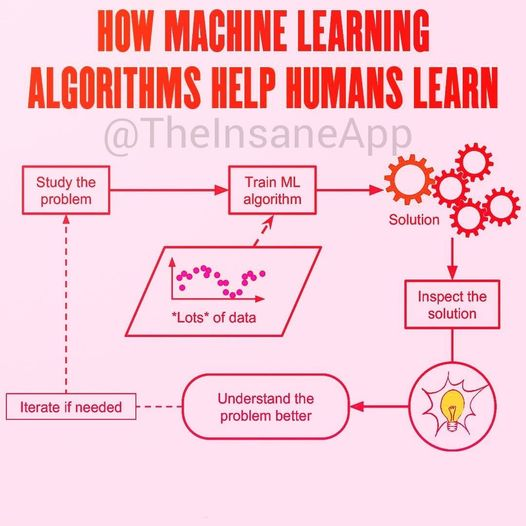 HOW MACHINE LEARNING
ALGORITHMS HELP HUMANS LEARN
@TheInsaneApp
Study the
problem
Train ML
algorithm
Solution
*Lots* of data
Inspect the
solution
Understand the
problem better
Iterate if needed